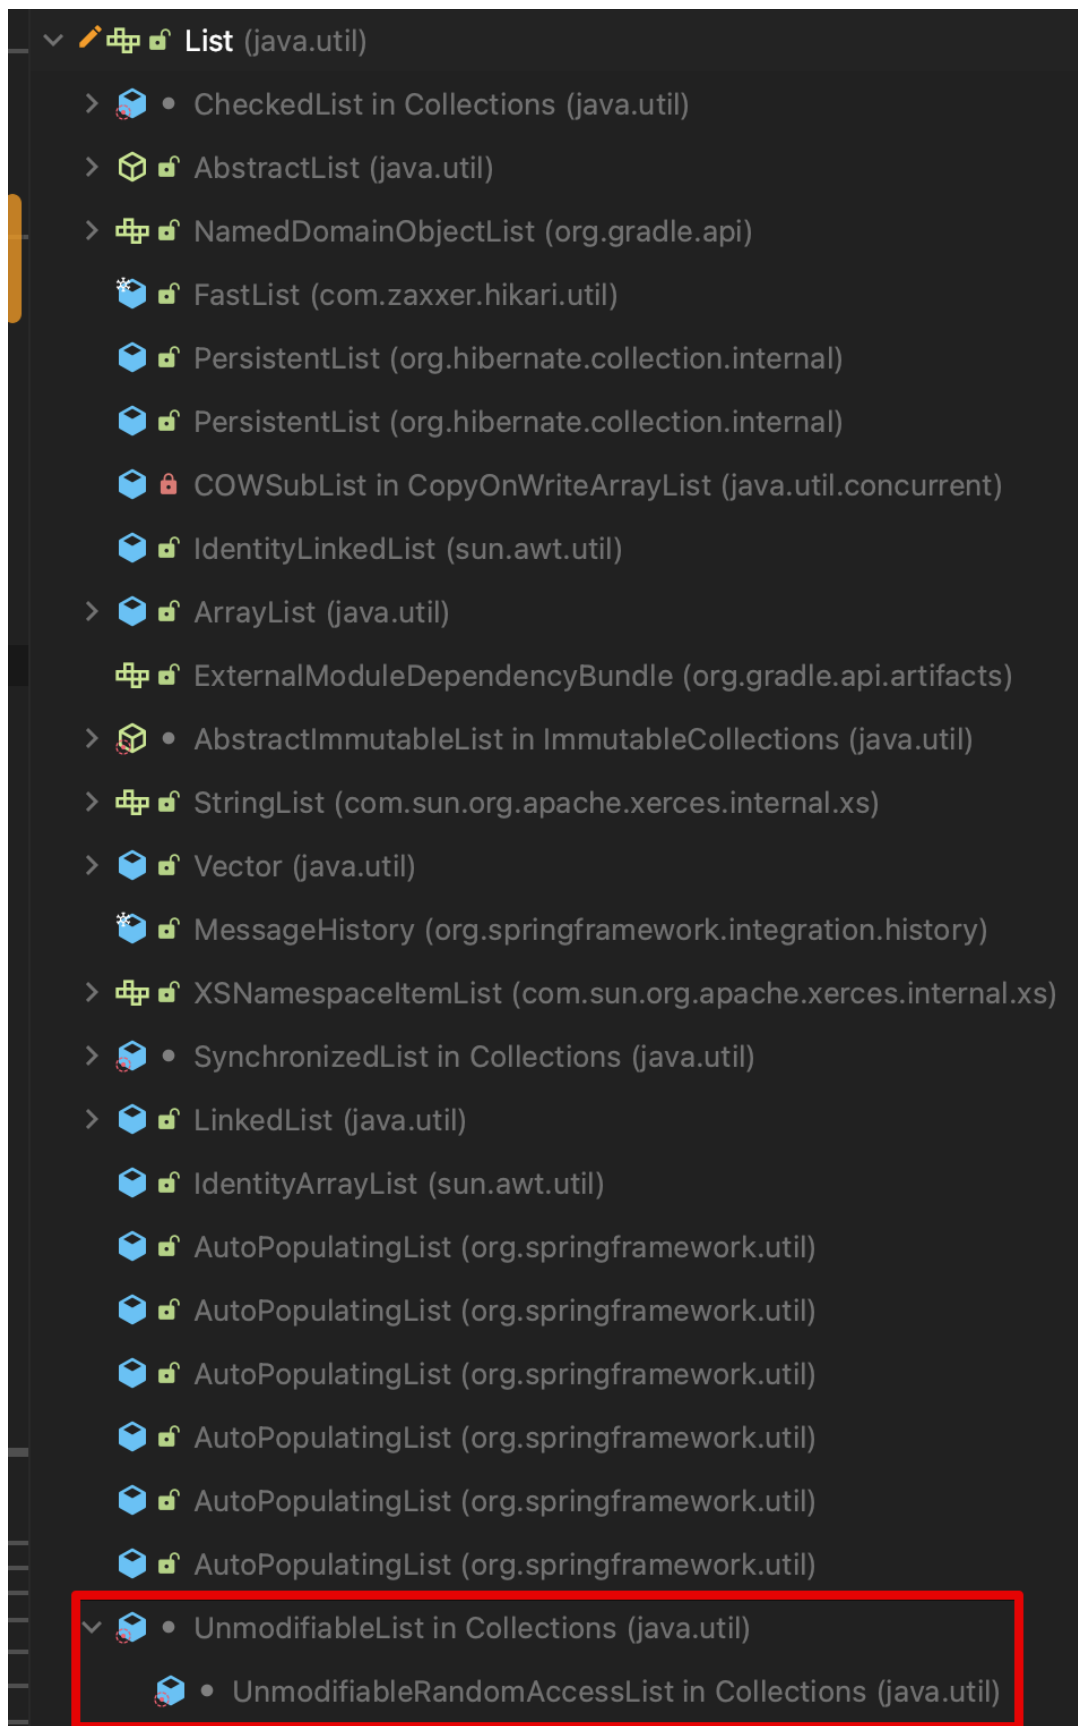 List (java.util)
CheckedList in Collections (java.util)
AbstractList (java.util)
NamedDomainObjectList (org.gradle.api)
FastList (com.zaxxer.hikari.util)
PersistentList (org.hibernate.collection.internal)
PersistentList (org.hibernate.collection.internal)
COWSubList in CopyOnWriteArrayList (java.util.concurrent)
IdentityLinkedList (sun.awt.util)
ArrayList (java.util)
ExternalModuleDependencyBundle (org.gradle.api.artifacts)
AbstractImmutableList in ImmutableCollections (java.util)
StringList (com.sun.org.apache.xerces.internal.xs)
Vector (java.util)
MessageHistory (org.springframework.integration.history)
XSNamespaceItemList (com.sun.org.apache.xerces.internal.xs)
SynchronizedList in Collections (java.util)
LinkedList (java.util)
IdentityArrayList (sun.awt.util)
AutoPopulatingList (org.springframework.util)
AutoPopulatingList (org.springframework.util)
AutoPopulatingList (org.springframework.util)
AutoPopulatingList (org.springframework.util)
AutoPopulatingList (org.springframework.util)
AutoPopulatingList (org.springframework.util)
UnmodifiableList in Collections (java.util)
UnmodifiableRandomAccessList in Collections (java.util)